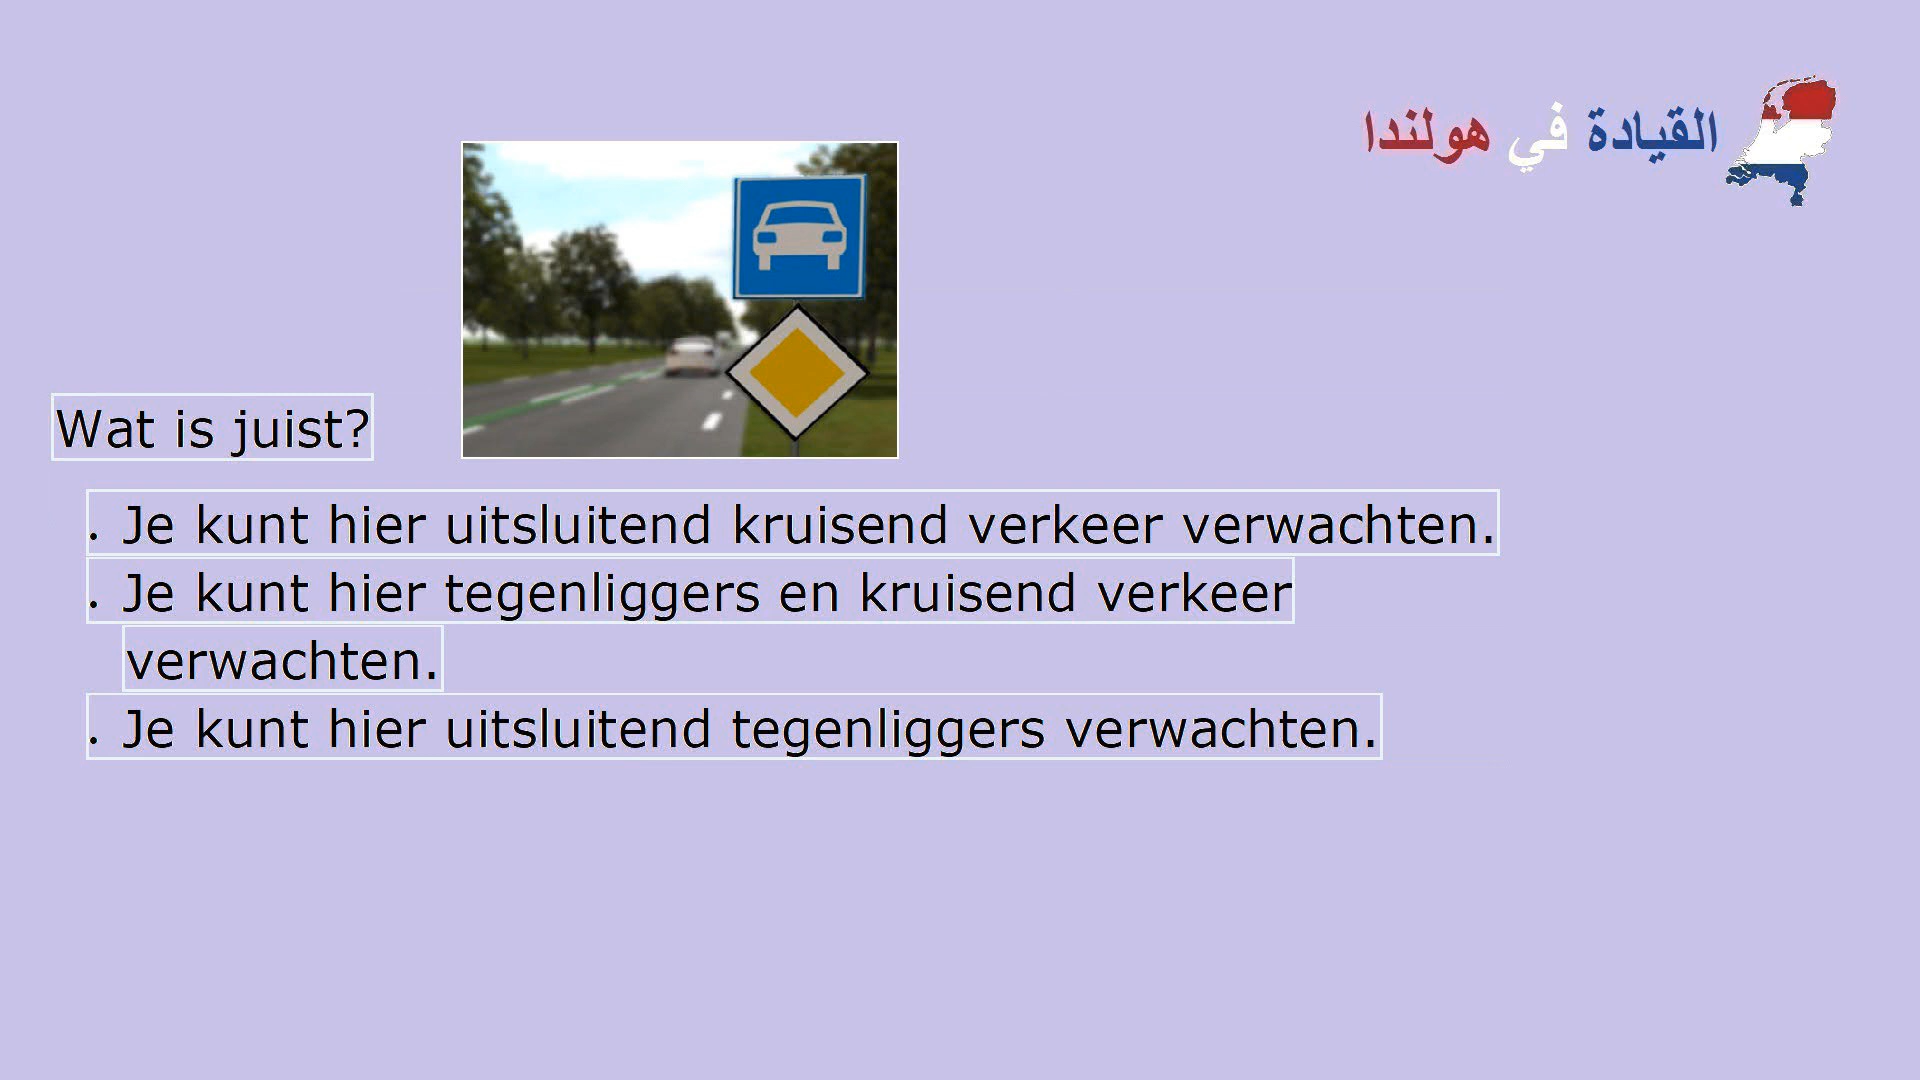 القيادة في هولندا
Wat is juist?
. Je kunt hier uitsluitend kruisend verkeer verwachten.
. Je kunt hier tegenliggers en kruisend verkeer
verwachten.
. Je kunt hier uitsluitend tegenliggers verwachten.